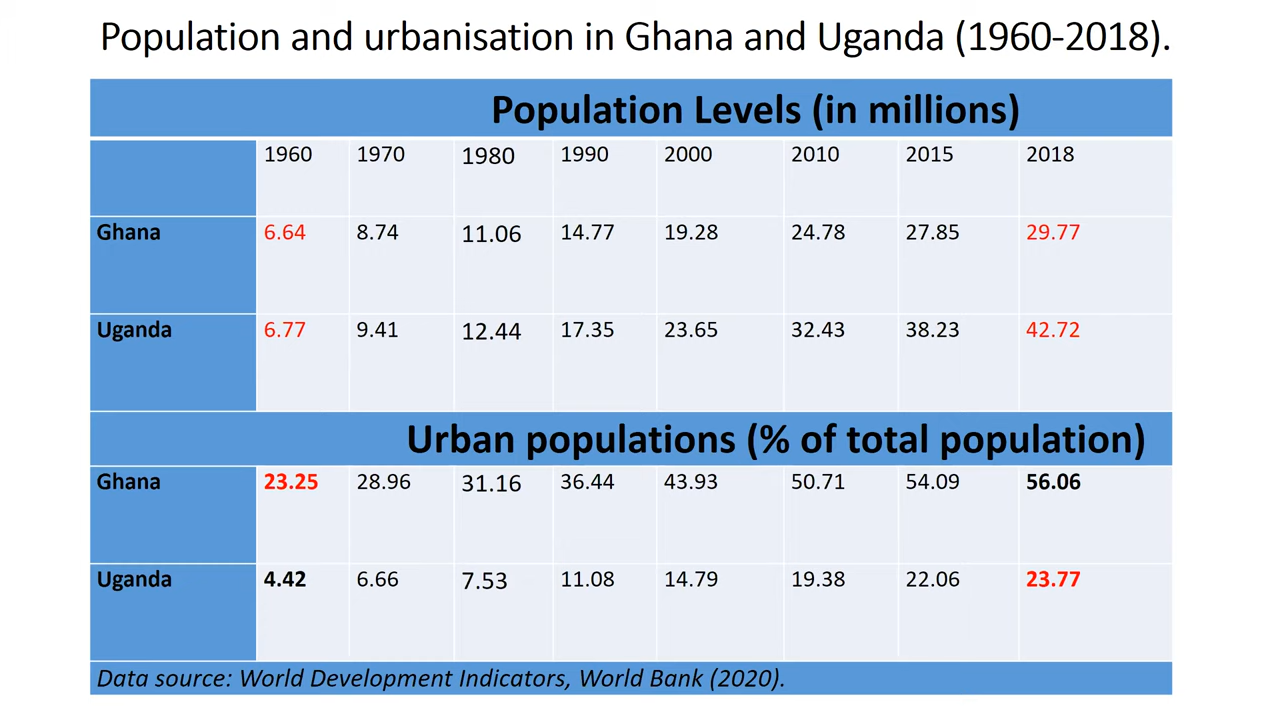 Population and urbanisation in Ghana and Uganda (1960-2018).
Population Levels (in millions)
1960 1970 1980 1990 2000 2010 2015 2018
Ghana 6.64 8.74 11.06 14.77 19.28 24.78 27.85 29.77
Uganda 6.77 9.41 12.44 17.35 23.65 32.43 38.23 42.72
Urban populations (% of total population)
Ghana 23.25 28.96 31.16 36.44 43.93 50.71 54.09 56.06
Uganda 4.42 6.66 7.53 11.08 14.79 19.38 22.06 23.77
Data source: World Development Indicators, World Bank (2020).